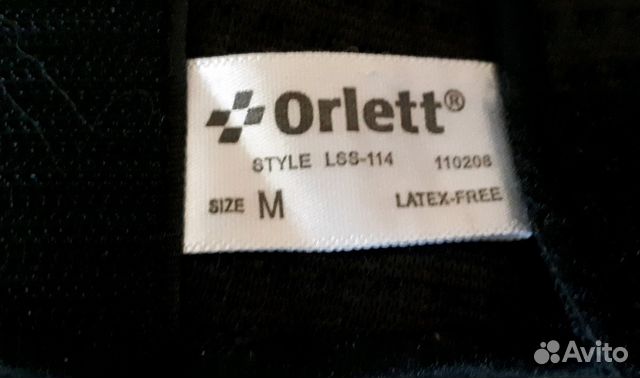 Orlett®
STYLE LSS-114 110208
SIZE M LATEX-FREE
Avito